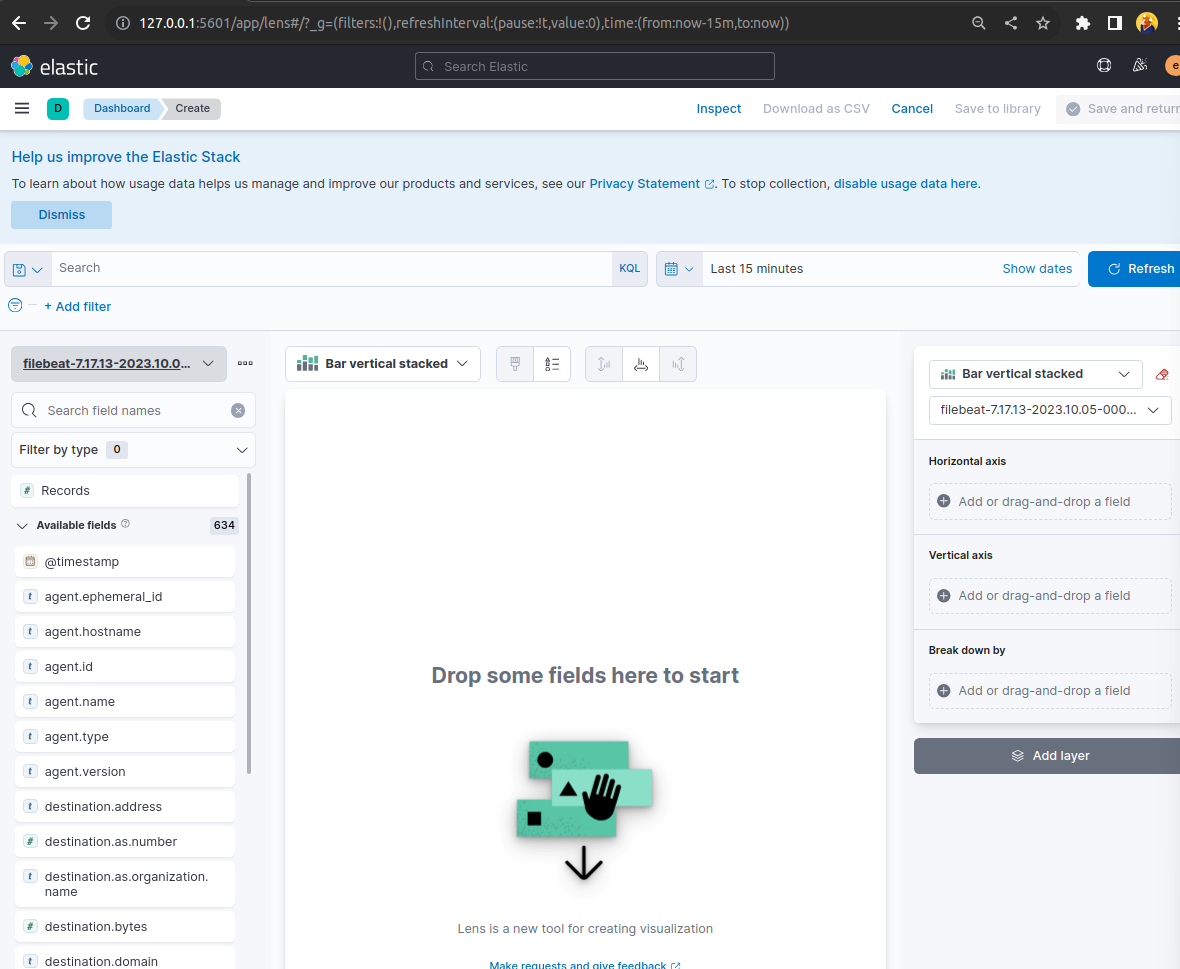 127.0.0.1:5601/app/lens#/?_g=(filters:!(),refreshInterval:(pause:!t,value:0),time:(from:now-15m,to:now))
elastic
Search Elastic
e
D
Dashboard
Create
Inspect
Download as CSV
Cancel
Save to library
Save and return
Help us improve the Elastic Stack
To learn about how usage data helps us manage and improve our products and services, see our Privacy Statement. To stop collection, disable usage data here.
Dismiss
Search
KQL
Last 15 minutes
Show dates
Refresh
+ Add filter
filebeat-7.17.13-2023.10.0...
Search field names
Filter by type 0
# Records
Available fields
634
@timestamp
t agent.ephemeral_id
t agent.hostname
t agent.id
t agent.name
t agent.type
t agent.version
t destination.address
# destination.as.number
t destination.as.organization.
name
# destination.bytes
t destination.domain
Bar vertical stacked
Drop some fields here to start
Lens is a new tool for creating visualization
Make requests and give feedback
Bar vertical stacked
filebeat-7.17.13-2023.10.05-000...
Horizontal axis
Add or drag-and-drop a field
Vertical axis
Add or drag-and-drop a field
Break down by
Add or drag-and-drop a field
Add layer